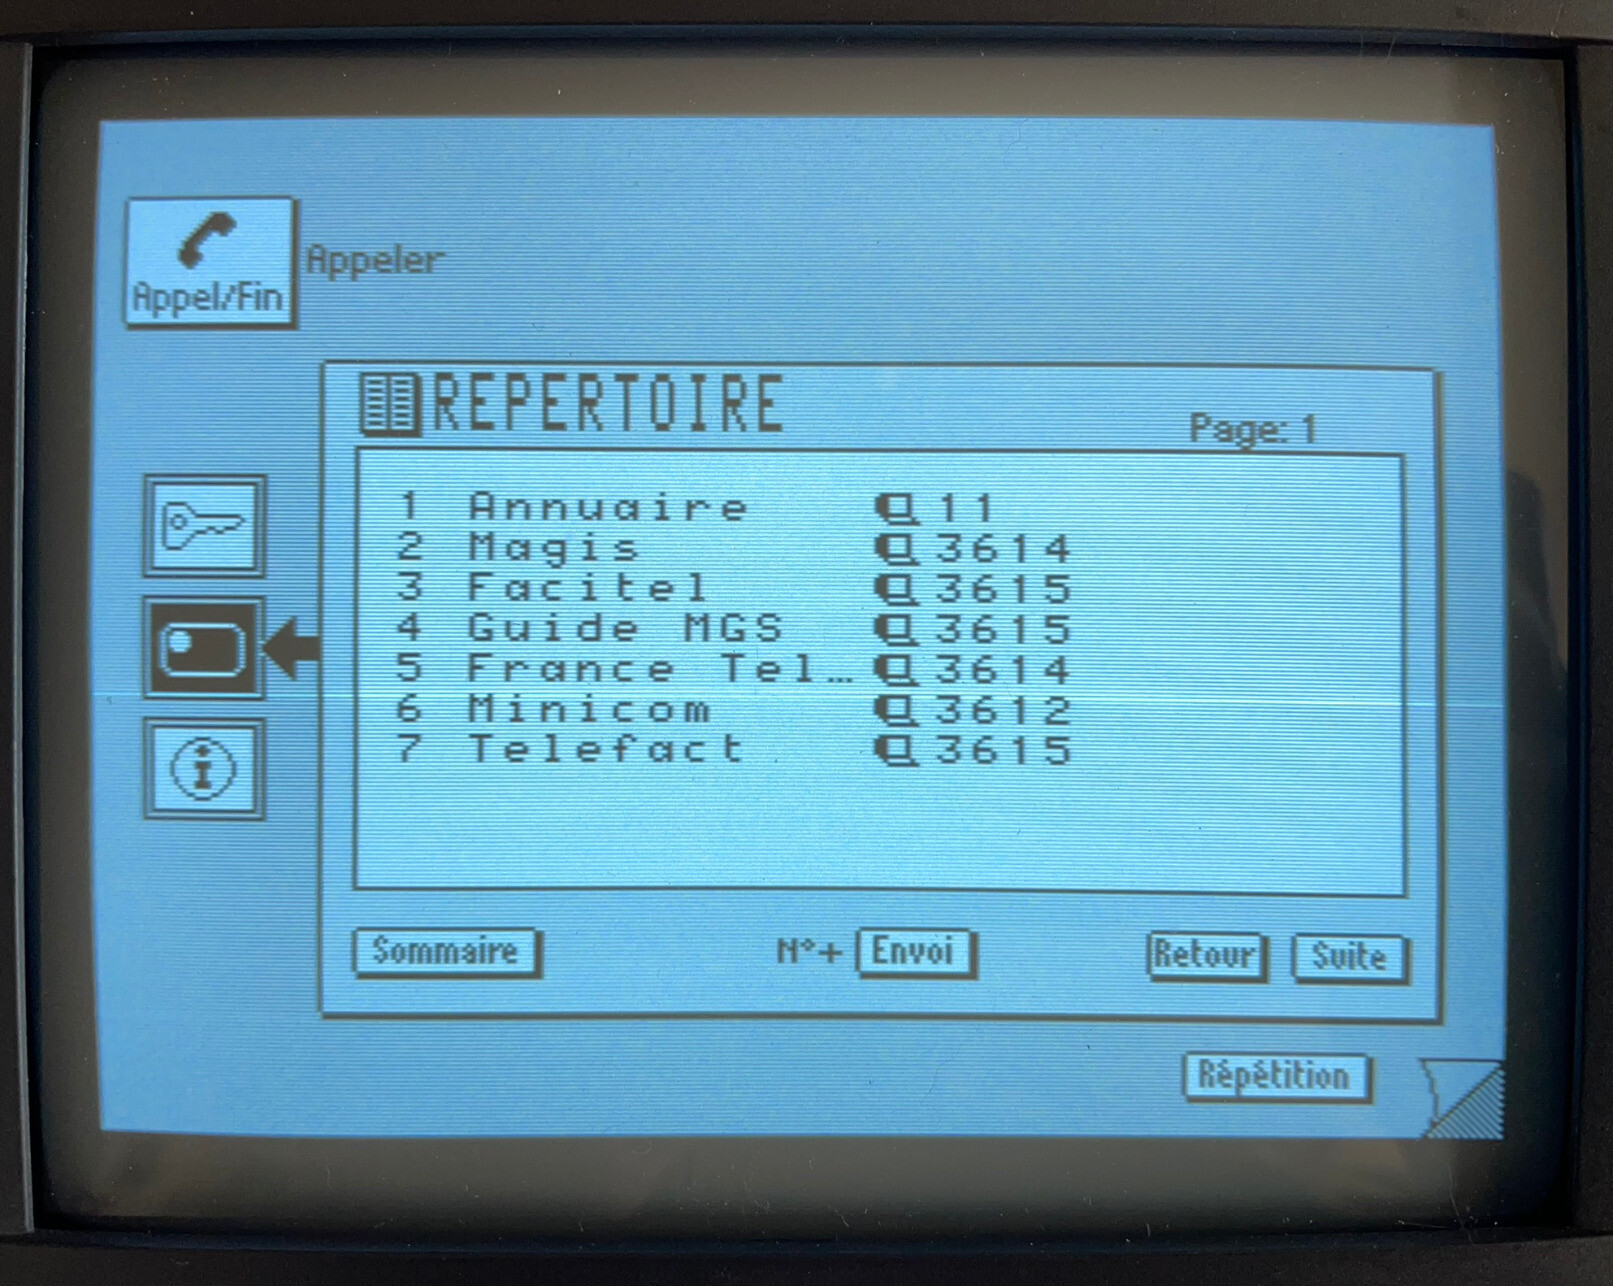 Appel/Fin Appeler
REPERTOIRE
Page: 1
1 Annuaire 11
2 Magis 3614
3 Facitel 3615
4 Guide MGS 3615
5 France Tel… 3614
6 Minicom 3612
7 Telefact 3615
Sommaire N°+ Envoi Retour Suite
Répétition